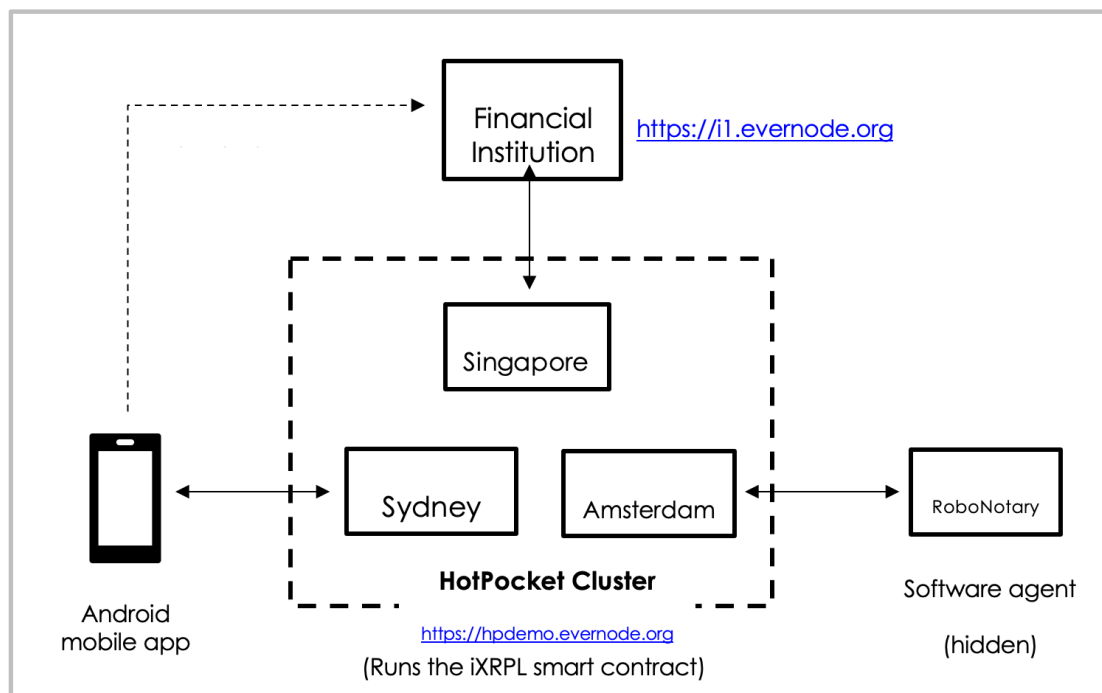 Financial
Institution
https://i1.evernode.org
Singapore
Sydney
Amsterdam
RoboNotary
HotPocket Cluster
Android
mobile app
Software agent
(hidden)
https://hpdemo.evernode.org
(Runs the iXRPL smart contract)